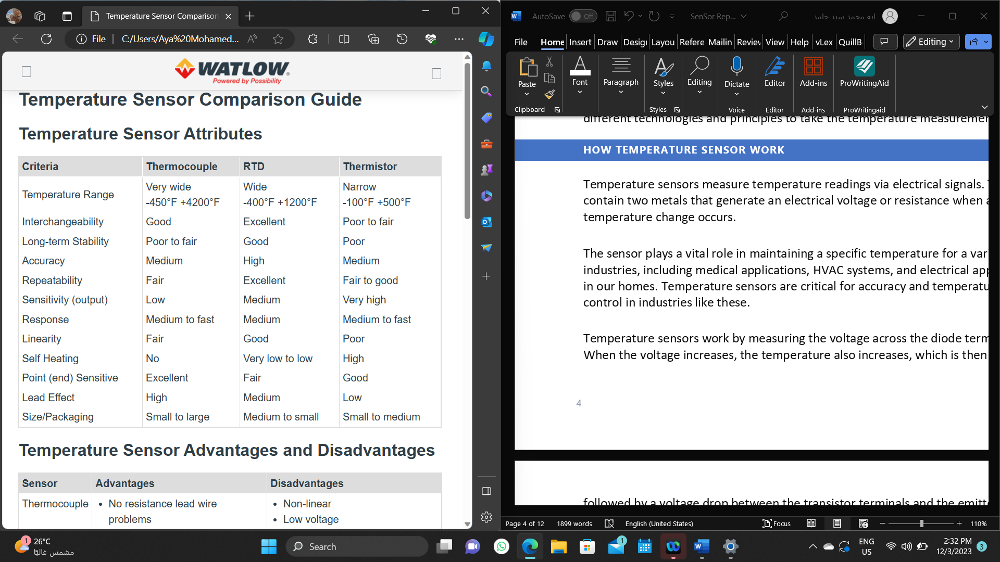 Temperature Sensor Comparison
File
C:/Users/Aya%20Mohamed...
WATLOW
Powered by Possibility
Temperature Sensor Comparison Guide
Temperature Sensor Attributes
Criteria Thermocouple RTD Thermistor
Temperature Range Very wide -450°F +4200°F Wide -400°F +1200°F Narrow -100°F +500°F
Interchangeability Good Excellent Poor to fair
Long-term Stability Poor to fair Good Poor
Accuracy Medium High Medium
Repeatability Fair Excellent Fair to good
Sensitivity (output) Low Medium Very high
Response Medium to fast Medium Medium to fast
Linearity Fair Good Poor
Self Heating No Very low to low High
Point (end) Sensitive Excellent Fair Good
Lead Effect High Medium Low
Size/Packaging Small to large Medium to small Small to medium
Temperature Sensor Advantages and Disadvantages
Sensor Advantages Disadvantages
Thermocouple • No resistance lead wire • Non-linear
problems • Low voltage
AutoSave Off SenSor Rep... ايه محمد سيد حامد
File Home Insert Draw Desig Layou Refere Mailin Reviev View Help vLex QuillB Editing
Paste Font Paragraph Styles Editing Dictate Editor Add-ins ProWritingAid
Clipboard Styles Voice Editor Add-ins ProWritingaid
different technologies and principles to take the temperature measuremen
HOW TEMPERATURE SENSOR WORK
Temperature sensors measure temperature readings via electrical signals.
contain two metals that generate an electrical voltage or resistance when a
temperature change occurs.
The sensor plays a vital role in maintaining a specific temperature for a vari
industries, including medical applications, HVAC systems, and electrical app
in our homes. Temperature sensors are critical for accuracy and temperatu
control in industries like these.
Temperature sensors work by measuring the voltage across the diode term
When the voltage increases, the temperature also increases, which is then
4
followed by a voltage drop between the transistor terminals and the emitte
Page 4 of 12 1899 words English (United States) Focus 110%
1 26°C
مشمس غالبًا
Search
1
ENG
US
2:32 PM
12/3/2023
3